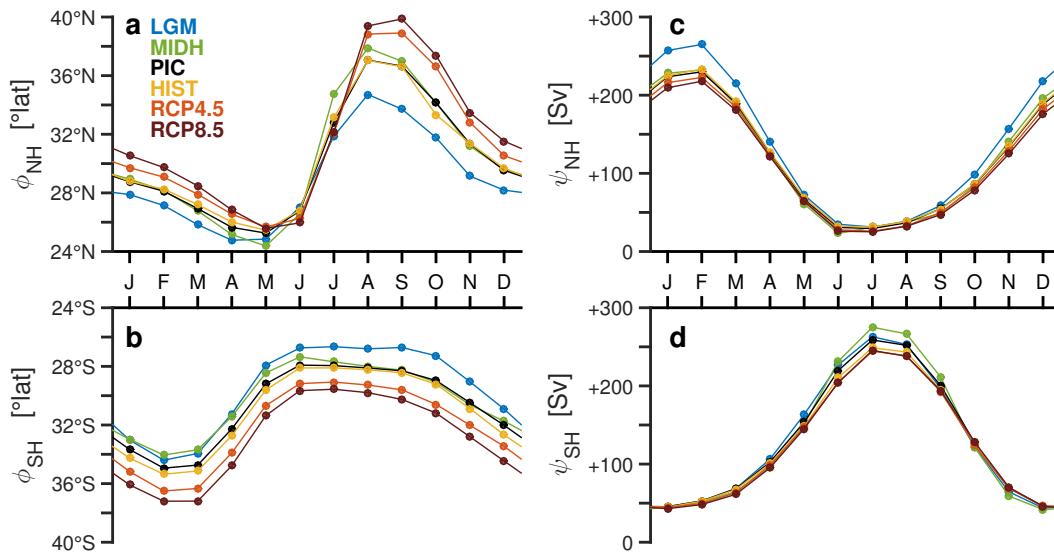 a
LGM
MIDH
PIC
HIST
RCP4.5
RCP8.5
40°N
36°N
32°N
28°N
24°N
ϕNH [°lat]
c
+300
+200
+100
0
ψNH [Sv]
J F M A M J J A S O N D
J F M A M J J A S O N D
b
24°S
28°S
32°S
36°S
40°S
ϕSH [°lat]
d
+300
+200
+100
0
ψSH [Sv]